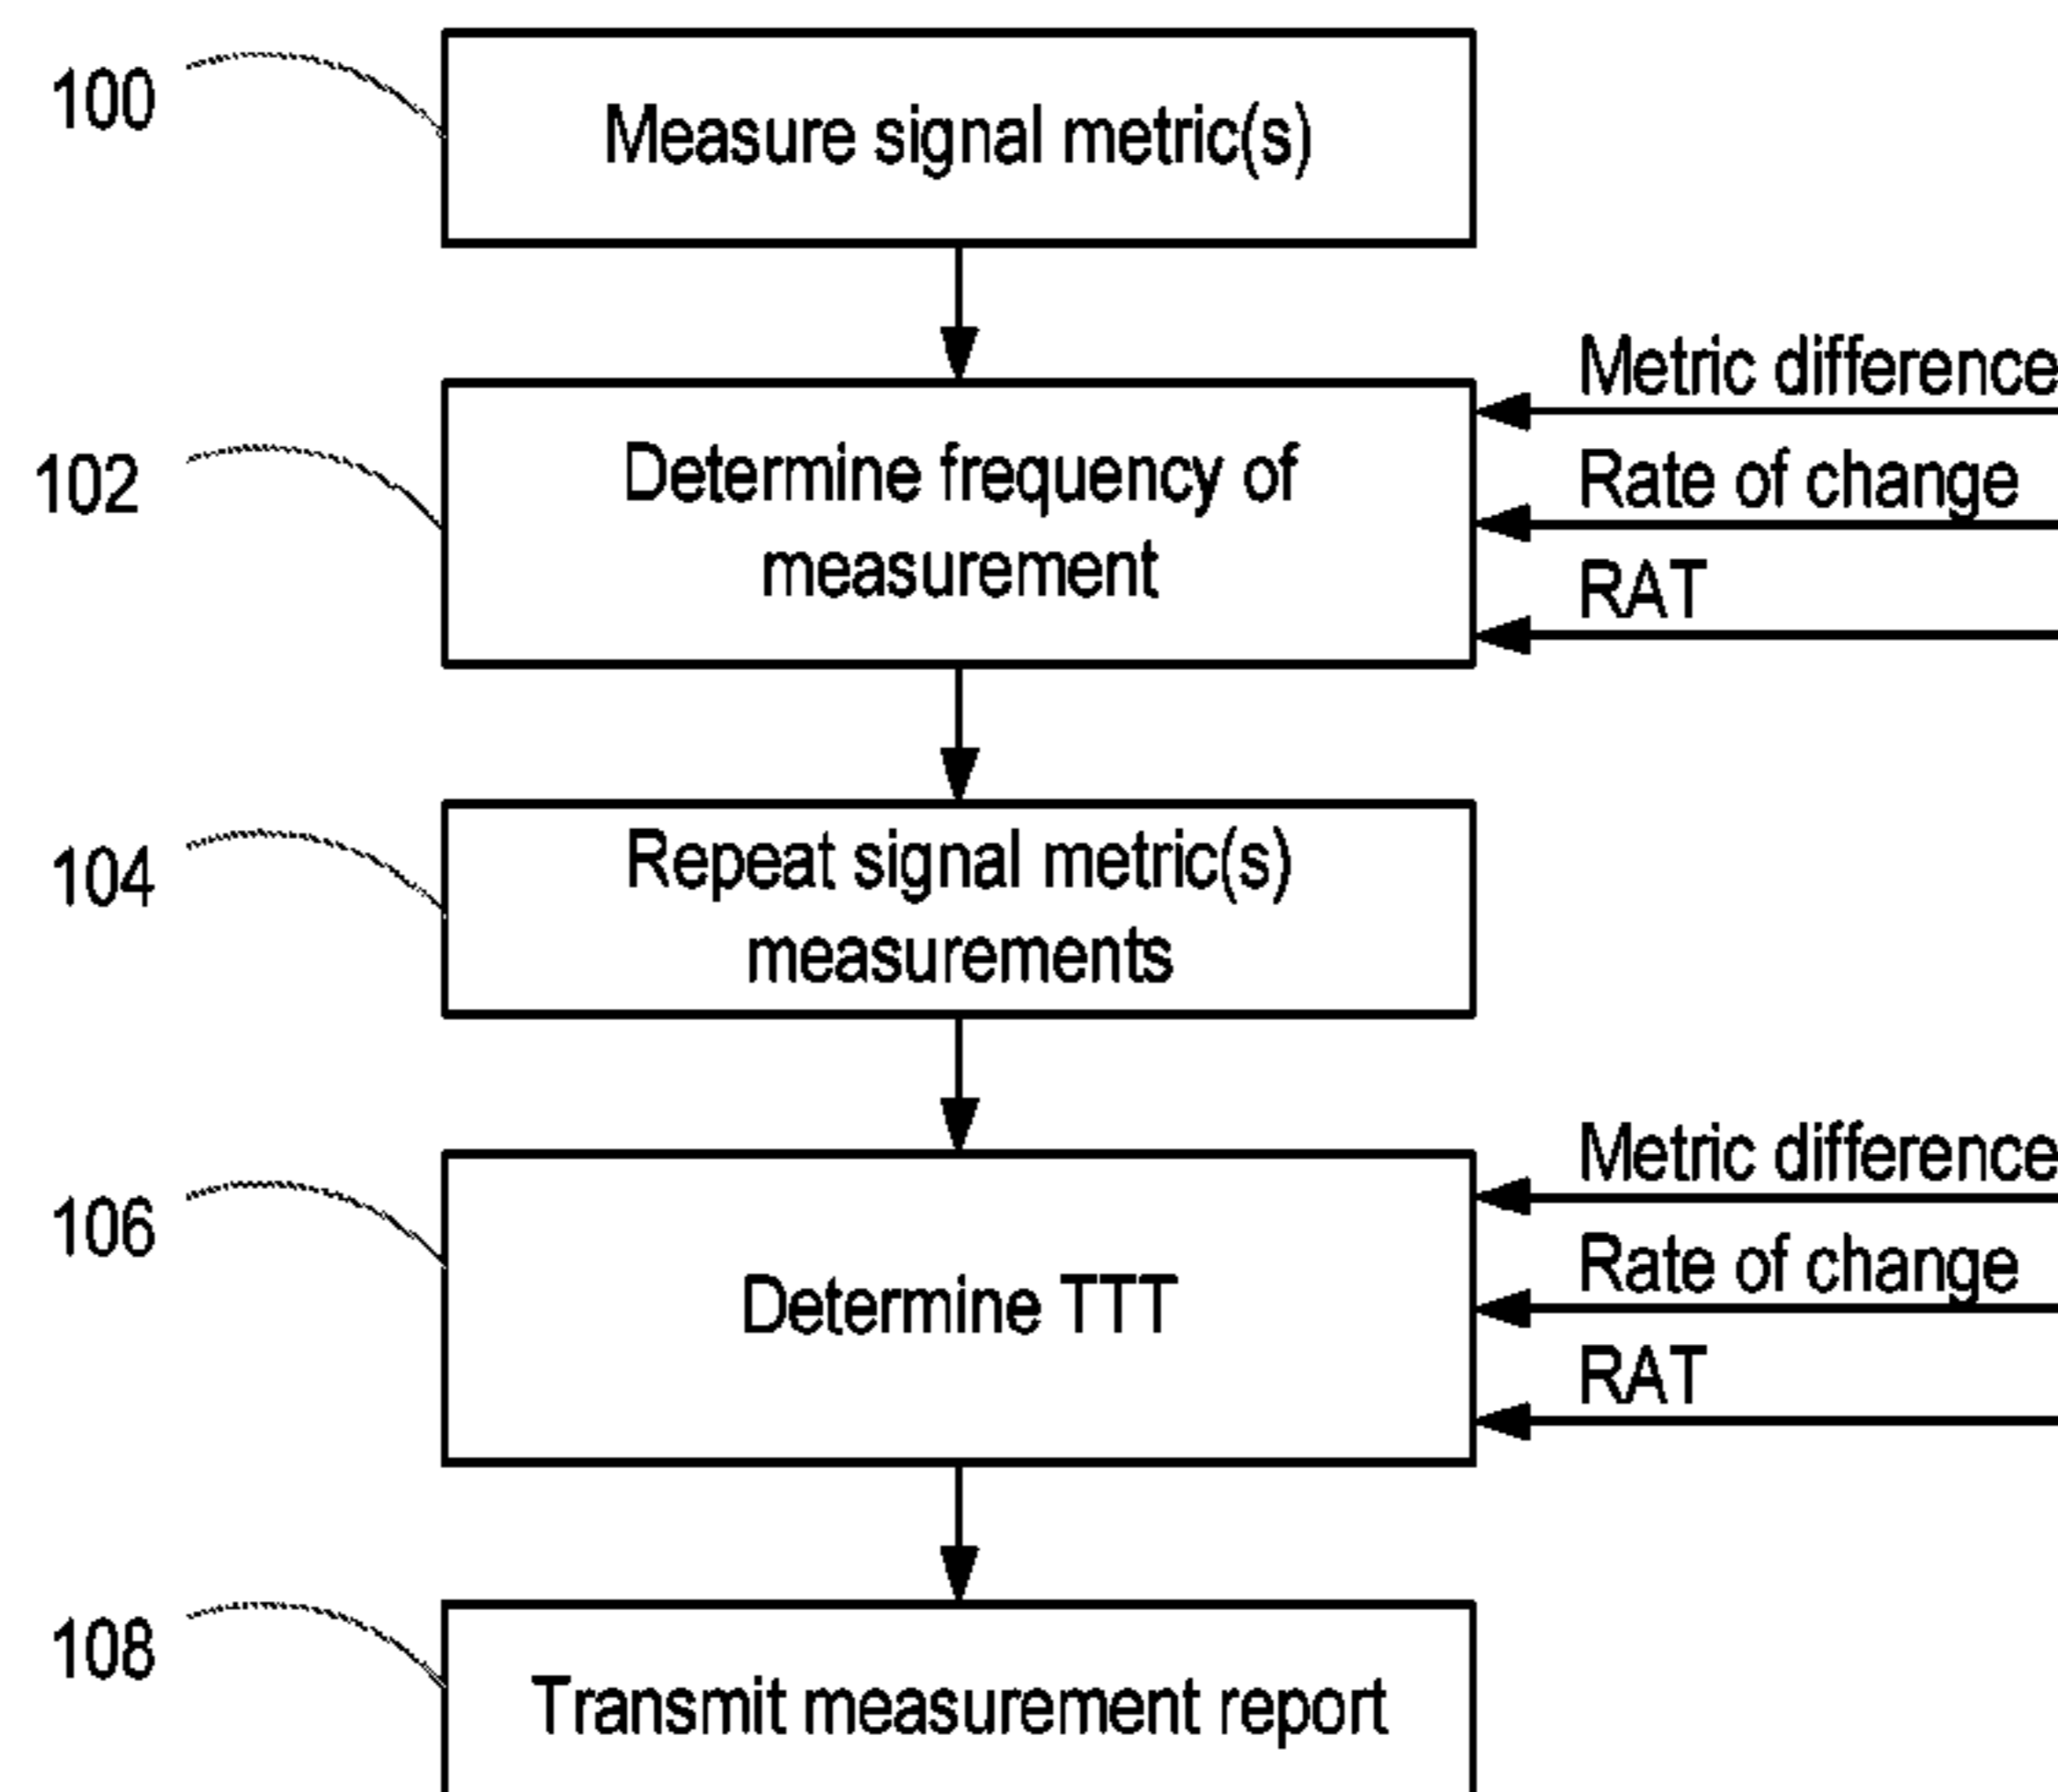 100
Measure signal metric(s)
102
Determine frequency of
measurement
Metric difference
Rate of change
RAT
104
Repeat signal metric(s)
measurements
106
Determine TTT
Metric difference
Rate of change
RAT
108
Transmit measurement report